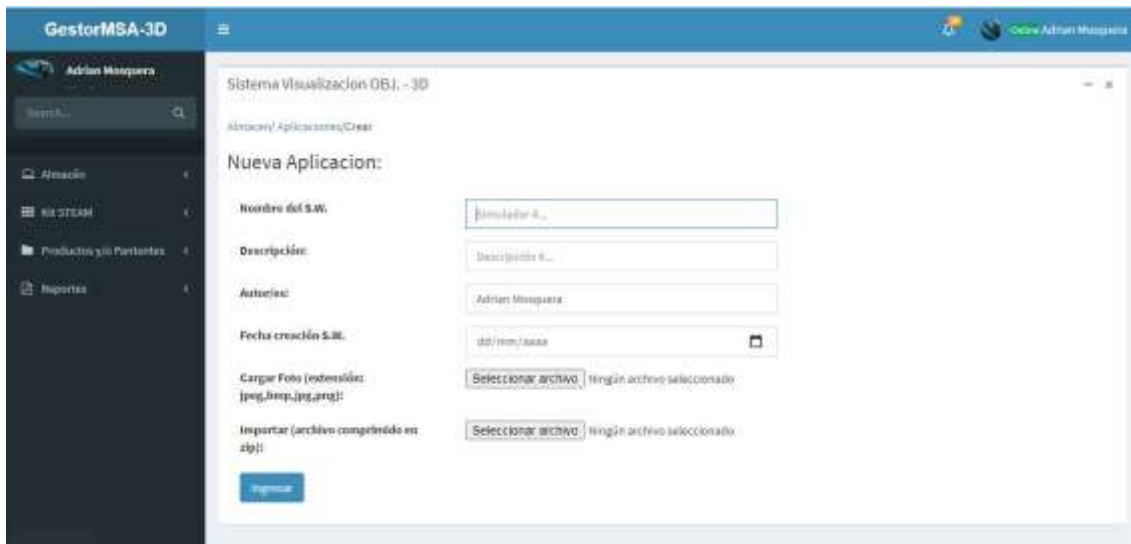 GestorMSA-3D
Online Adrian Mosquera
Adrian Mosquera
Search...
Almacén
Kit STEAM
Productos y/o
Reportes
Sistema Visualizacion OBJ. - 3D
Almacen/ Aplicaciones/Crear
Nueva Aplicacion:
Nombre del S.W.
Simulador 4...
Descripción:
Descripción 4...
Autor/es:
Adrian Mosquera
Fecha creación S.W.
dd/mm/aaaa
Cargar Foto (extensión:
jpeg,bmp,jpg,png):
Seleccionar archivo Ningún archivo seleccionado
Importar (archivo comprimido en
zip):
Seleccionar archivo Ningún archivo seleccionado
Ingresar